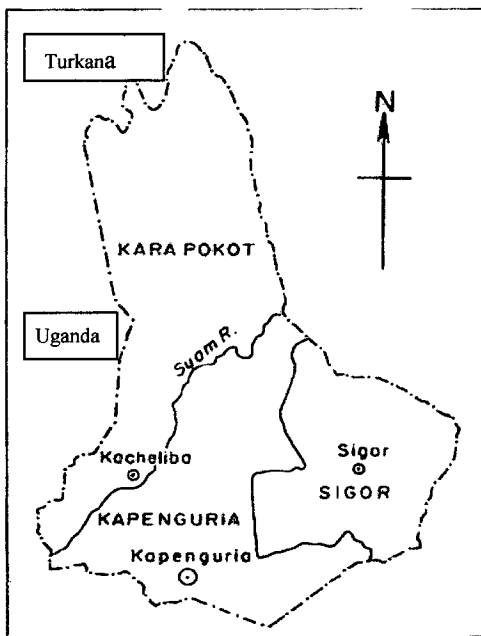 Turkana
N
KARA POKOT
Uganda
Suam R.
Kacheliba
Sigor
SIGOR
KAPENGURIA
Kapenguria